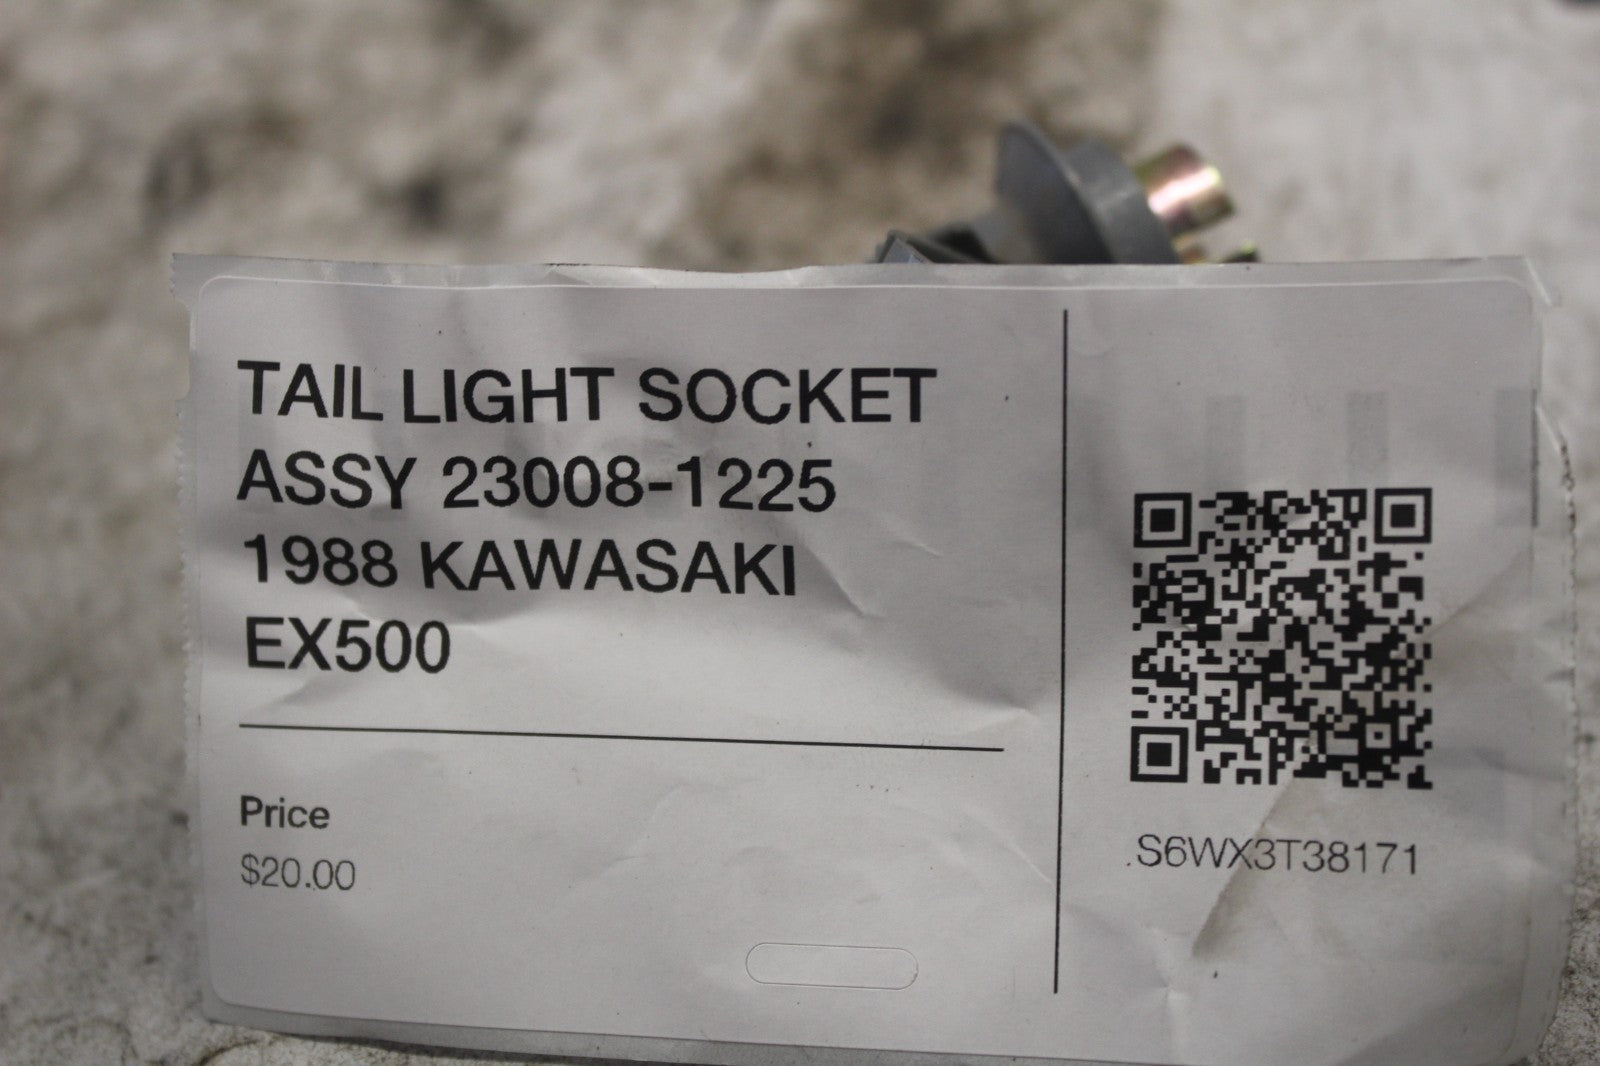 TAIL LIGHT SOCKET
ASSY 23008-1225
1988 KAWASAKI
EX500
Price
$20.00
.S6WX3T38171